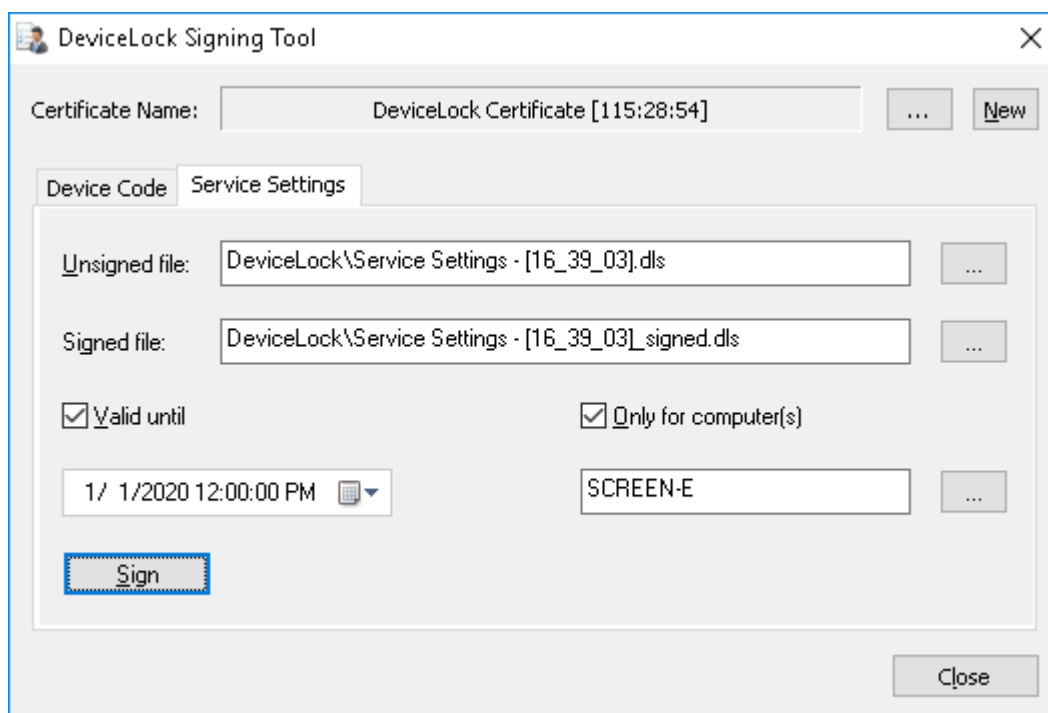 DeviceLock Signing Tool
Certificate Name: DeviceLock Certificate [115:28:54] ... New
Device Code Service Settings
Unsigned file: DeviceLock\Service Settings - [16_39_03].dls ...
Signed file: DeviceLock\Service Settings - [16_39_03]_signed.dls ...
Valid until Only for computer(s)
1/ 1/2020 12:00:00 PM SCREEN-E ...
Sign
Close